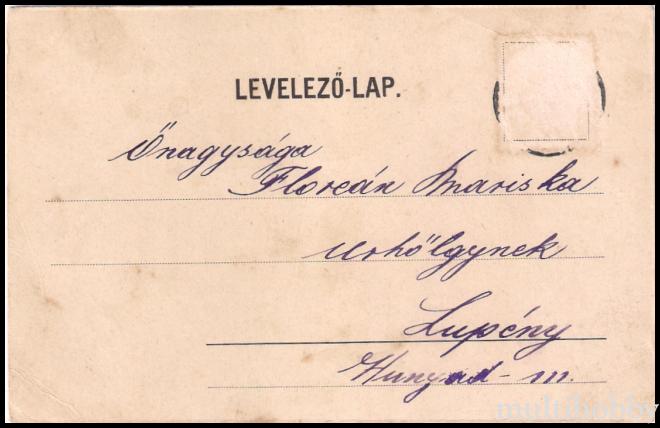 LEVELEZŐ-LAP.
Őnagysága
Floreán Mariska
urhölgynek
Lupény
Hunyad-m.
multihobby